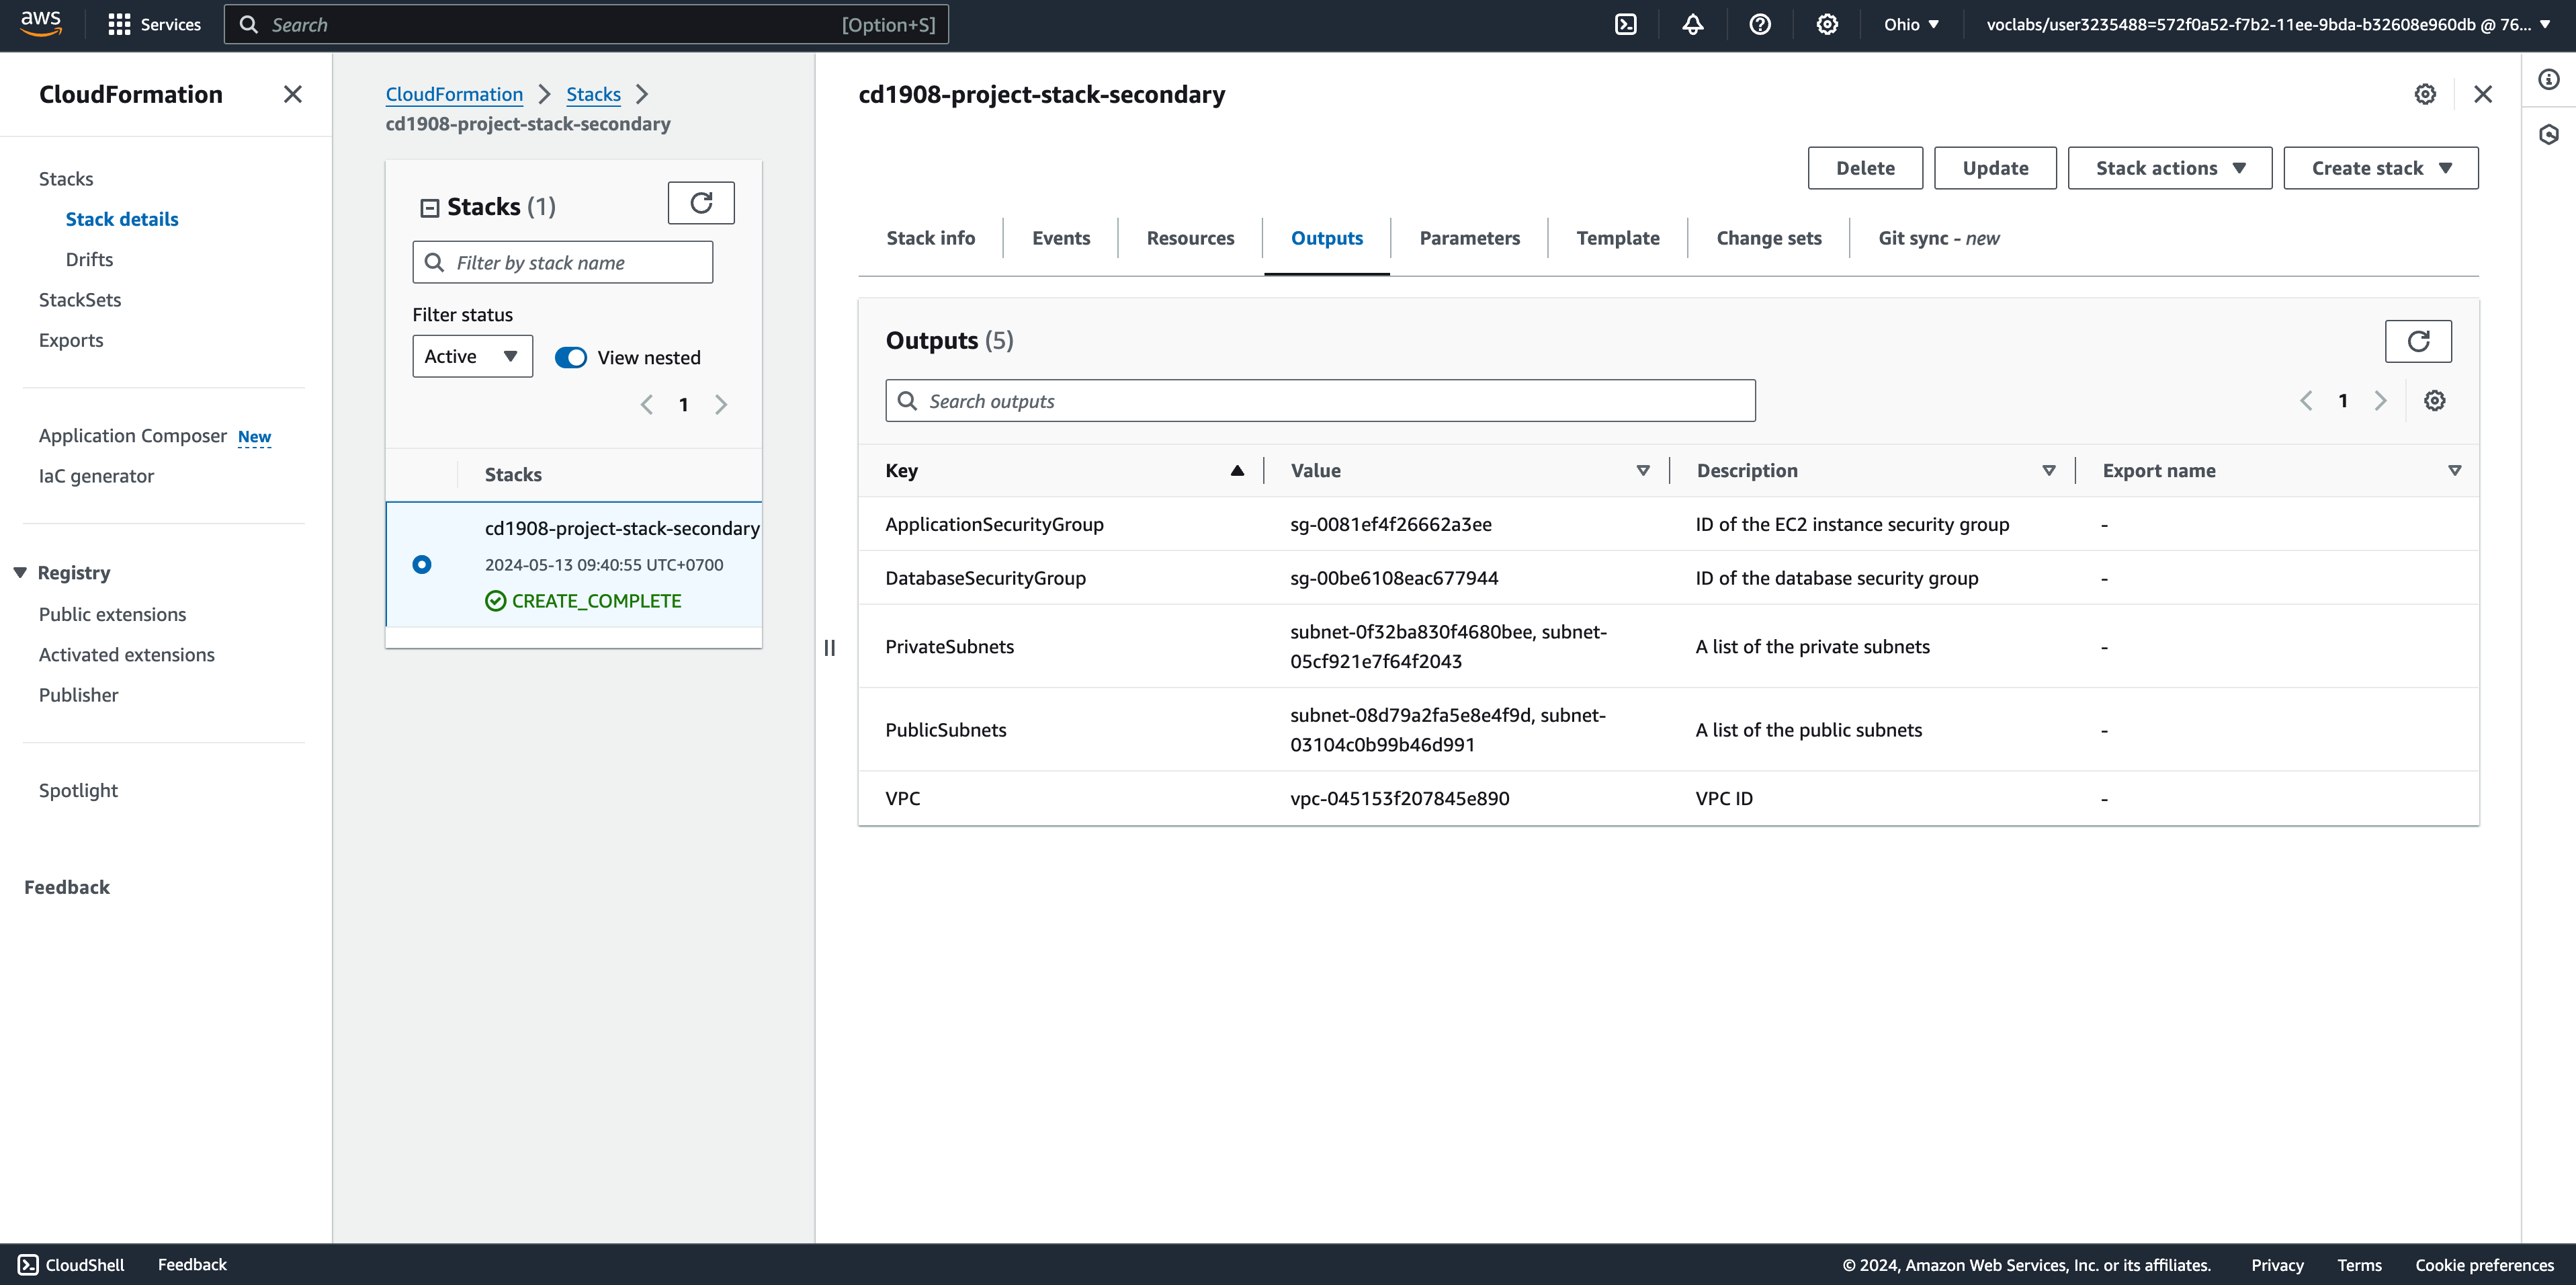 aws
Services
Search
[Option+S]
Ohio
voclabs/user3235488=572f0a52-f7b2-11ee-9bda-b32608e960db @ 76...
CloudFormation
Stacks
Stack details
Drifts
StackSets
Exports
Application Composer New
IaC generator
Registry
Public extensions
Activated extensions
Publisher
Spotlight
Feedback
CloudFormation
Stacks
cd1908-project-stack-secondary
Stacks (1)
Filter by stack name
Filter status
Active
View nested
1
Stacks
cd1908-project-stack-secondary
2024-05-13 09:40:55 UTC+0700
CREATE_COMPLETE
cd1908-project-stack-secondary
Delete
Update
Stack actions
Create stack
Stack info
Events
Resources
Outputs
Parameters
Template
Change sets
Git sync - new
Outputs (5)
Search outputs
1
Key Value Description Export name
ApplicationSecurityGroup sg-0081ef4f26662a3ee ID of the EC2 instance security group -
DatabaseSecurityGroup sg-00be6108eac677944 ID of the database security group -
PrivateSubnets
subnet-0f32ba830f4680bee, subnet-
05cf921e7f64f2043
A list of the private subnets
-
PublicSubnets
subnet-08d79a2fa5e8e4f9d, subnet-
03104c0b99b46d991
A list of the public subnets
-
VPC vpc-045153f207845e890 VPC ID -
CloudShell
Feedback
© 2024, Amazon Web Services, Inc. or its affiliates.
Privacy
Terms
Cookie preferences